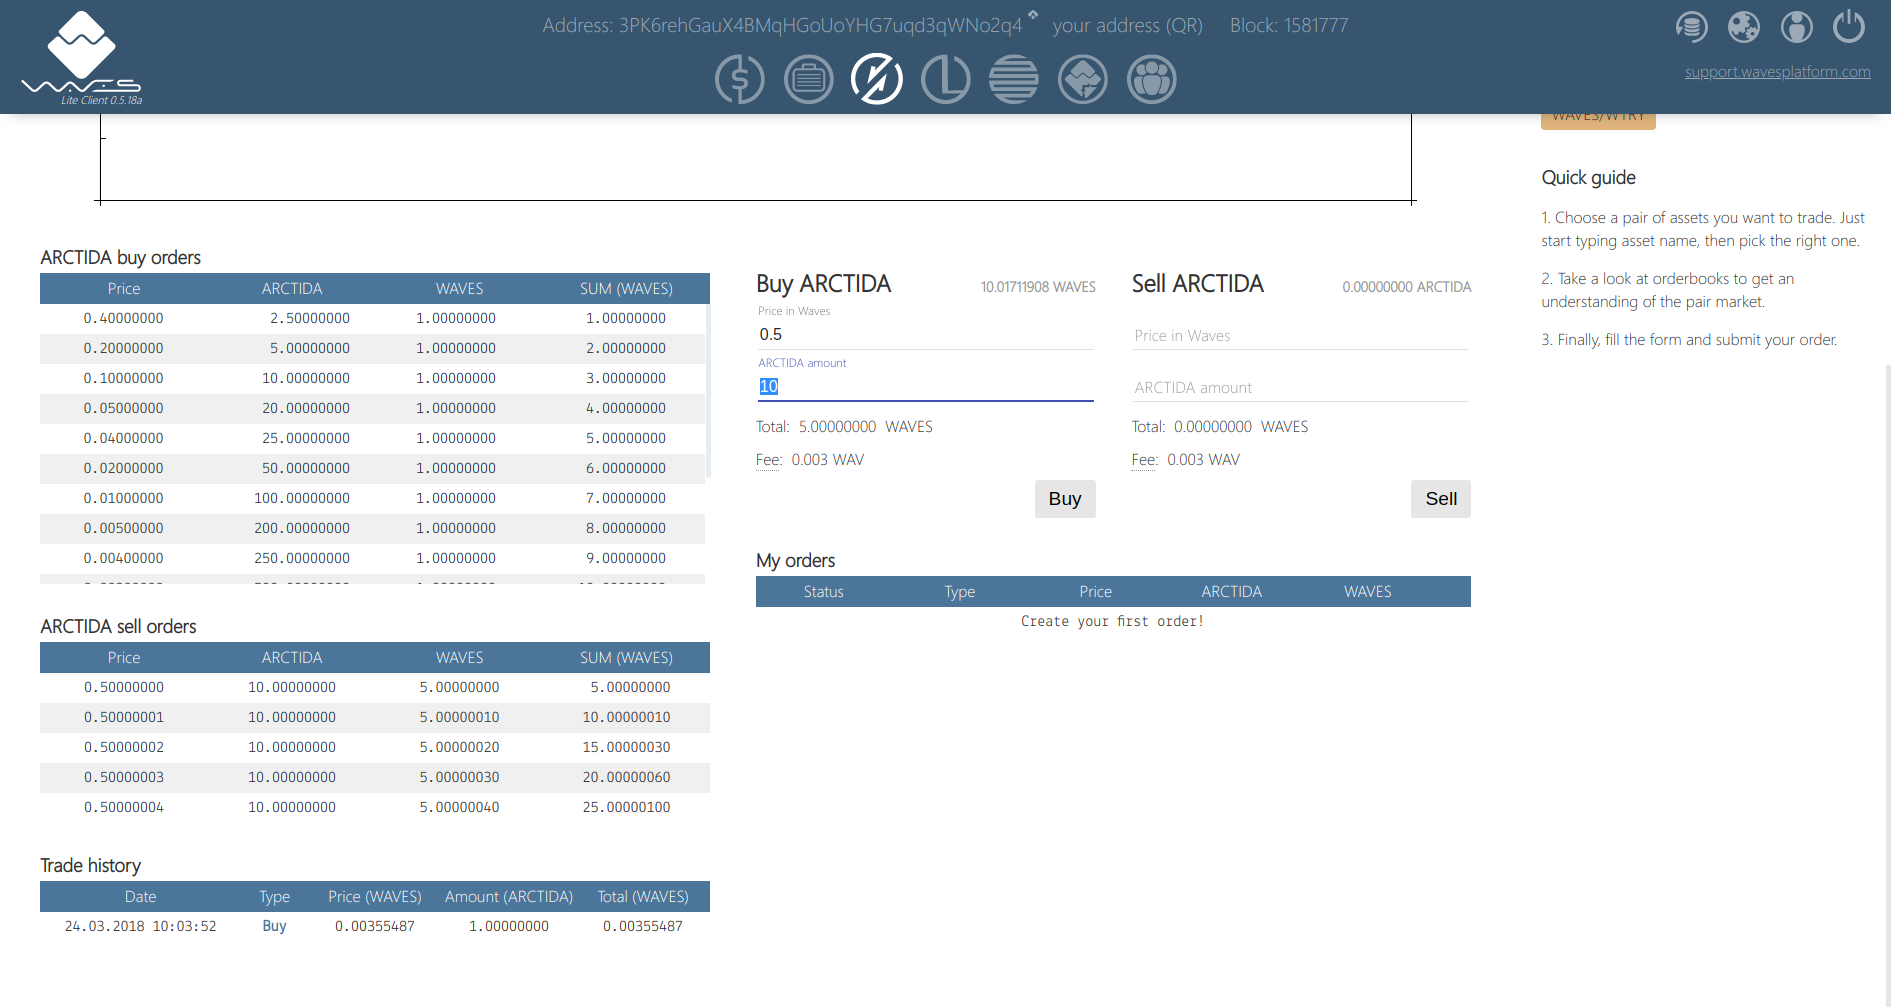 Address: 3PK6rehGauX4BMqHGoUoYHG7uqd3qWNo2q4 your address (QR) Block: 1581777
WAVES
Lite Client 0.5.18a
support.wavesplatform.com
WAVES/WTRY
Quick guide
1. Choose a pair of assets you want to trade. Just
start typing asset name, then pick the right one.
2. Take a look at orderbooks to get an
understanding of the pair market.
3. Finally, fill the form and submit your order.
ARCTIDA buy orders
Price ARCTIDA WAVES SUM (WAVES)
0.40000000 2.50000000 1.00000000 1.00000000
0.20000000 5.00000000 1.00000000 2.00000000
0.10000000 10.00000000 1.00000000 3.00000000
0.05000000 20.00000000 1.00000000 4.00000000
0.04000000 25.00000000 1.00000000 5.00000000
0.02000000 50.00000000 1.00000000 6.00000000
0.01000000 100.00000000 1.00000000 7.00000000
0.00500000 200.00000000 1.00000000 8.00000000
0.00400000 250.00000000 1.00000000 9.00000000
ARCTIDA sell orders
Price ARCTIDA WAVES SUM (WAVES)
0.50000000 10.00000000 5.00000000 5.00000000
0.50000001 10.00000000 5.00000010 10.00000010
0.50000002 10.00000000 5.00000020 15.00000030
0.50000003 10.00000000 5.00000030 20.00000060
0.50000004 10.00000000 5.00000040 25.00000100
Trade history
Date Type Price (WAVES) Amount (ARCTIDA) Total (WAVES)
24.03.2018 10:03:52 Buy 0.00355487 1.00000000 0.00355487
Buy ARCTIDA 10.01711908 WAVES
Price in Waves
0.5
ARCTIDA amount
10
Total: 5.00000000 WAVES
Fee: 0.003 WAV
Buy
Sell ARCTIDA 0.00000000 ARCTIDA
Price in Waves
ARCTIDA amount
Total: 0.00000000 WAVES
Fee: 0.003 WAV
Sell
My orders
Status Type Price ARCTIDA WAVES
Create your first order!